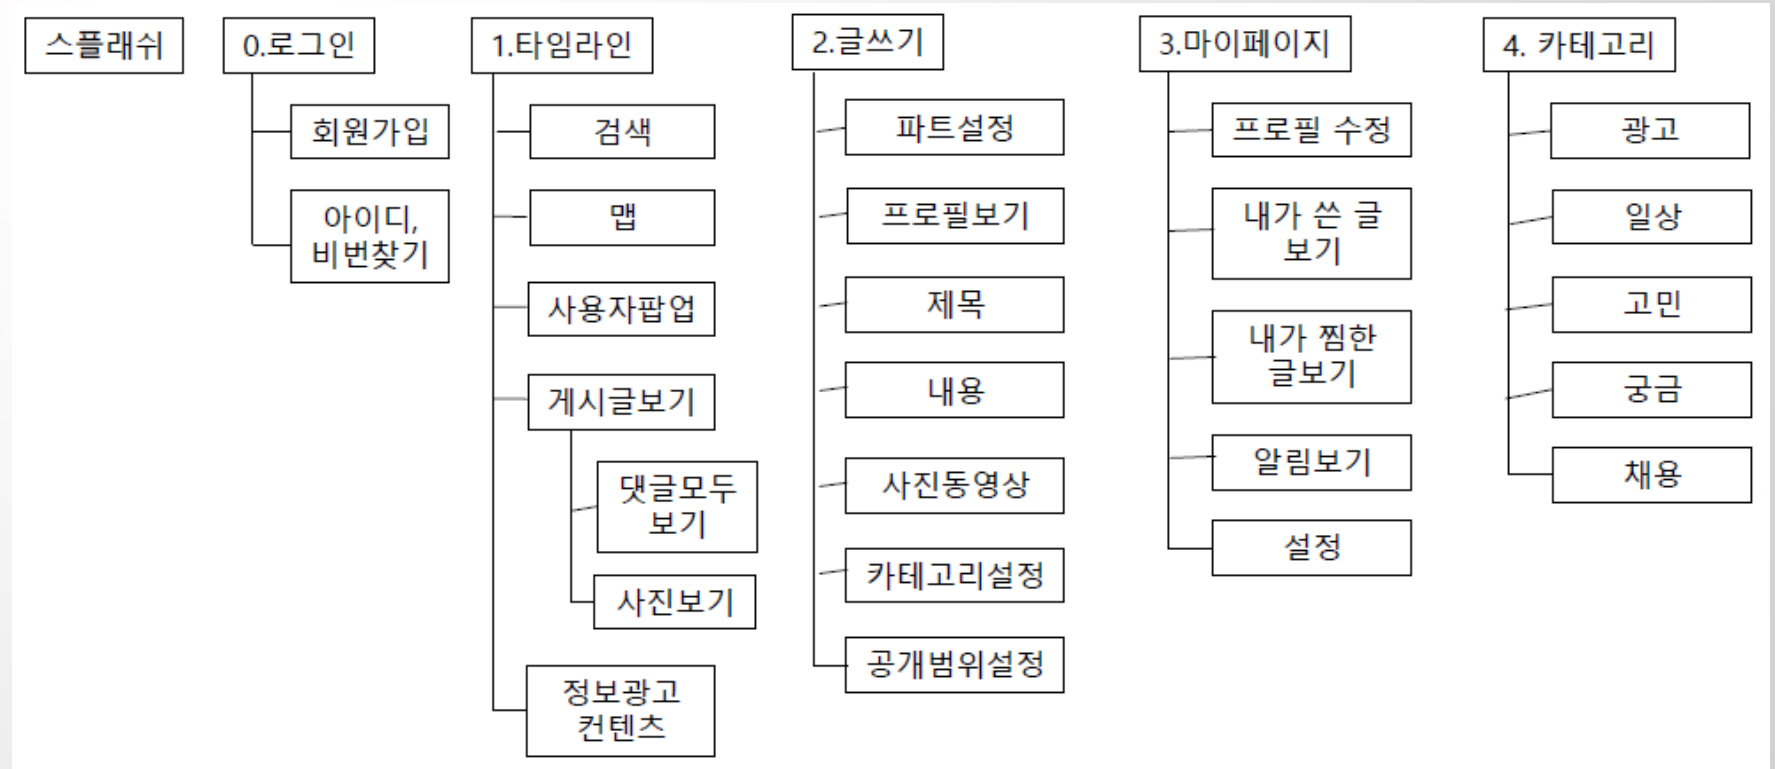 스플래쉬
0.로그인
회원가입
아이디,
비번찾기
1.타임라인
검색
맵
사용자팝업
게시글보기
댓글모두
보기
사진보기
정보광고
컨텐츠
2.글쓰기
파트설정
프로필보기
제목
내용
사진동영상
카테고리설정
공개범위설정
3.마이페이지
프로필 수정
내가 쓴 글
보기
내가 찜한
글보기
알림보기
설정
4. 카테고리
광고
일상
고민
궁금
채용